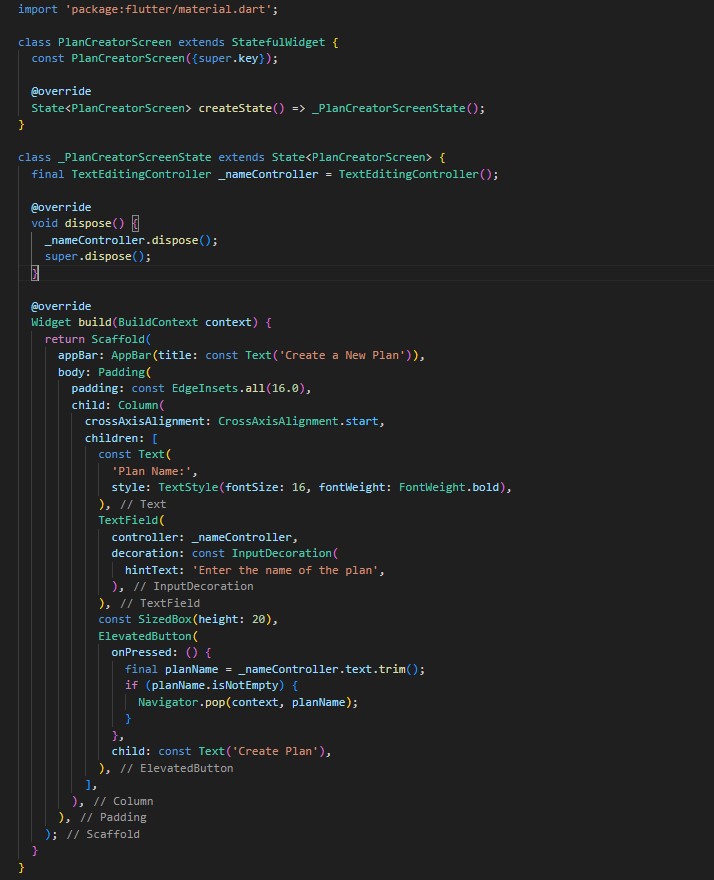 import 'package:flutter/material.dart';

class PlanCreatorScreen extends StatefulWidget {
  const PlanCreatorScreen({super.key});

  @override
  State<PlanCreatorScreen> createState() => _PlanCreatorScreenState();
}

class _PlanCreatorScreenState extends State<PlanCreatorScreen> {
  final TextEditingController _nameController = TextEditingController();

  @override
  void dispose() {
    _nameController.dispose();
    super.dispose();
  }

  @override
  Widget build(BuildContext context) {
    return Scaffold(
      appBar: AppBar(title: const Text('Create a New Plan')),
      body: Padding(
        padding: const EdgeInsets.all(16.0),
        child: Column(
          crossAxisAlignment: CrossAxisAlignment.start,
          children: [
            const Text(
              'Plan Name:',
              style: TextStyle(fontSize: 16, fontWeight: FontWeight.bold),
            ), // Text
            TextField(
              controller: _nameController,
              decoration: const InputDecoration(
                hintText: 'Enter the name of the plan',
              ), // InputDecoration
            ), // TextField
            const SizedBox(height: 20),
            ElevatedButton(
              onPressed: () {
                final planName = _nameController.text.trim();
                if (planName.isNotEmpty) {
                  Navigator.pop(context, planName);
                }
              },
              child: const Text('Create Plan'),
            ), // ElevatedButton
          ],
        ), // Column
      ), // Padding
    ); // Scaffold
  }
}